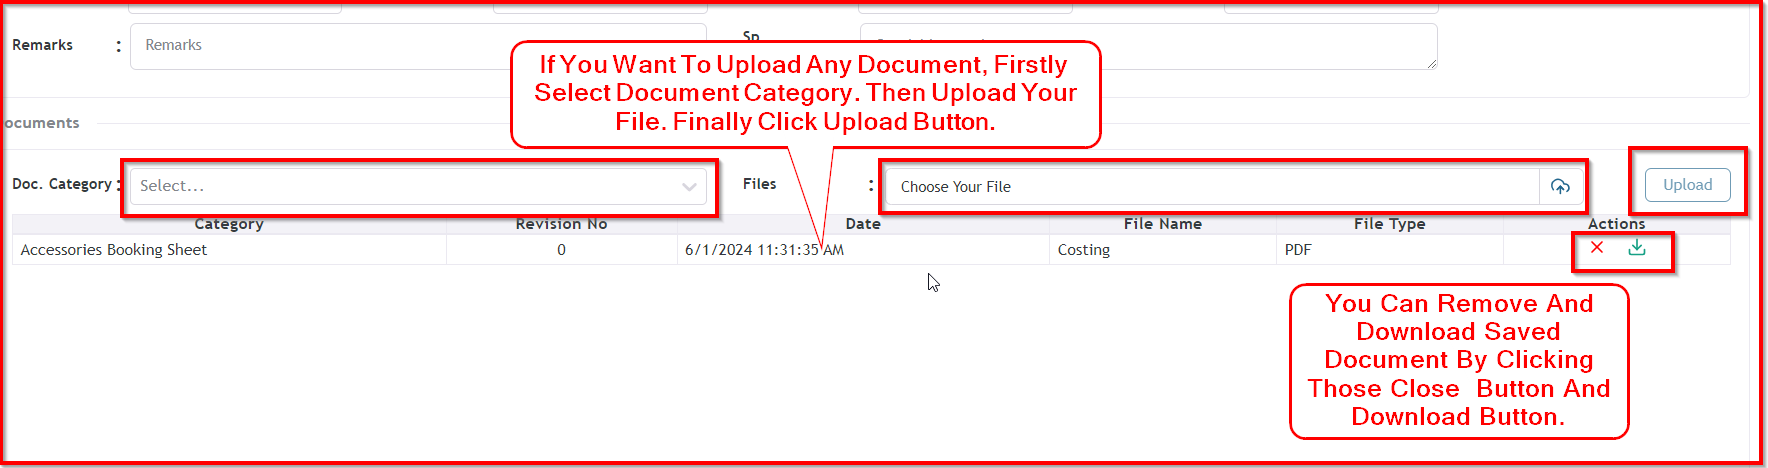 Remarks : Remarks
Sp
If You Want To Upload Any Document, Firstly
Select Document Category. Then Upload Your
File. Finally Click Upload Button.
ocuments
Doc. Category : Select... Files : Choose Your File Upload
Category Revision No Date File Name File Type Actions
Accessories Booking Sheet 0 6/1/2024 11:31:35 AM Costing PDF
You Can Remove And
Download Saved
Document By Clicking
Those Close Button And
Download Button.